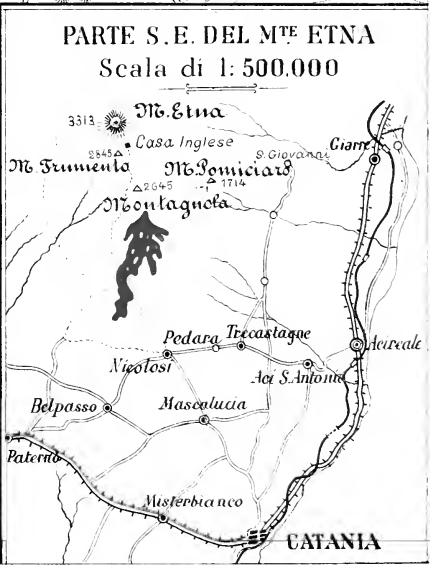 PARTE S.E. DEL MTE ETNA
Scala di 1:500.000
3313
M. Etna
Casa Inglese
Giarre
S. Giovanni
2845
M. Frumenta
M. Pomiciaro
1714
2645
Montagnola
Pedara
Trecastagne
Acireale
Nicolosi
Aci S. Antonio
Belpasso
Mascalucia
Paternò
Misterbianco
CATANIA